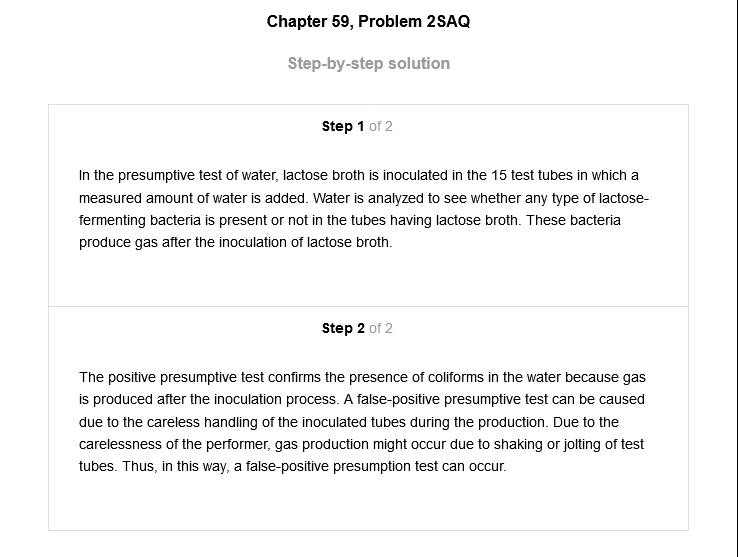 Chapter 59, Problem 2SAQ
Step-by-step solution
Step 1 of 2
In the presumptive test of water, lactose broth is inoculated in the 15 test tubes in which a
measured amount of water is added. Water is analyzed to see whether any type of lactose-
fermenting bacteria is present or not in the tubes having lactose broth. These bacteria
produce gas after the inoculation of lactose broth.
Step 2 of 2
The positive presumptive test confirms the presence of coliforms in the water because gas
is produced after the inoculation process. A false-positive presumptive test can be caused
due to the careless handling of the inoculated tubes during the production. Due to the
carelessness of the performer, gas production might occur due to shaking or jolting of test
tubes. Thus, in this way, a false-positive presumption test can occur.